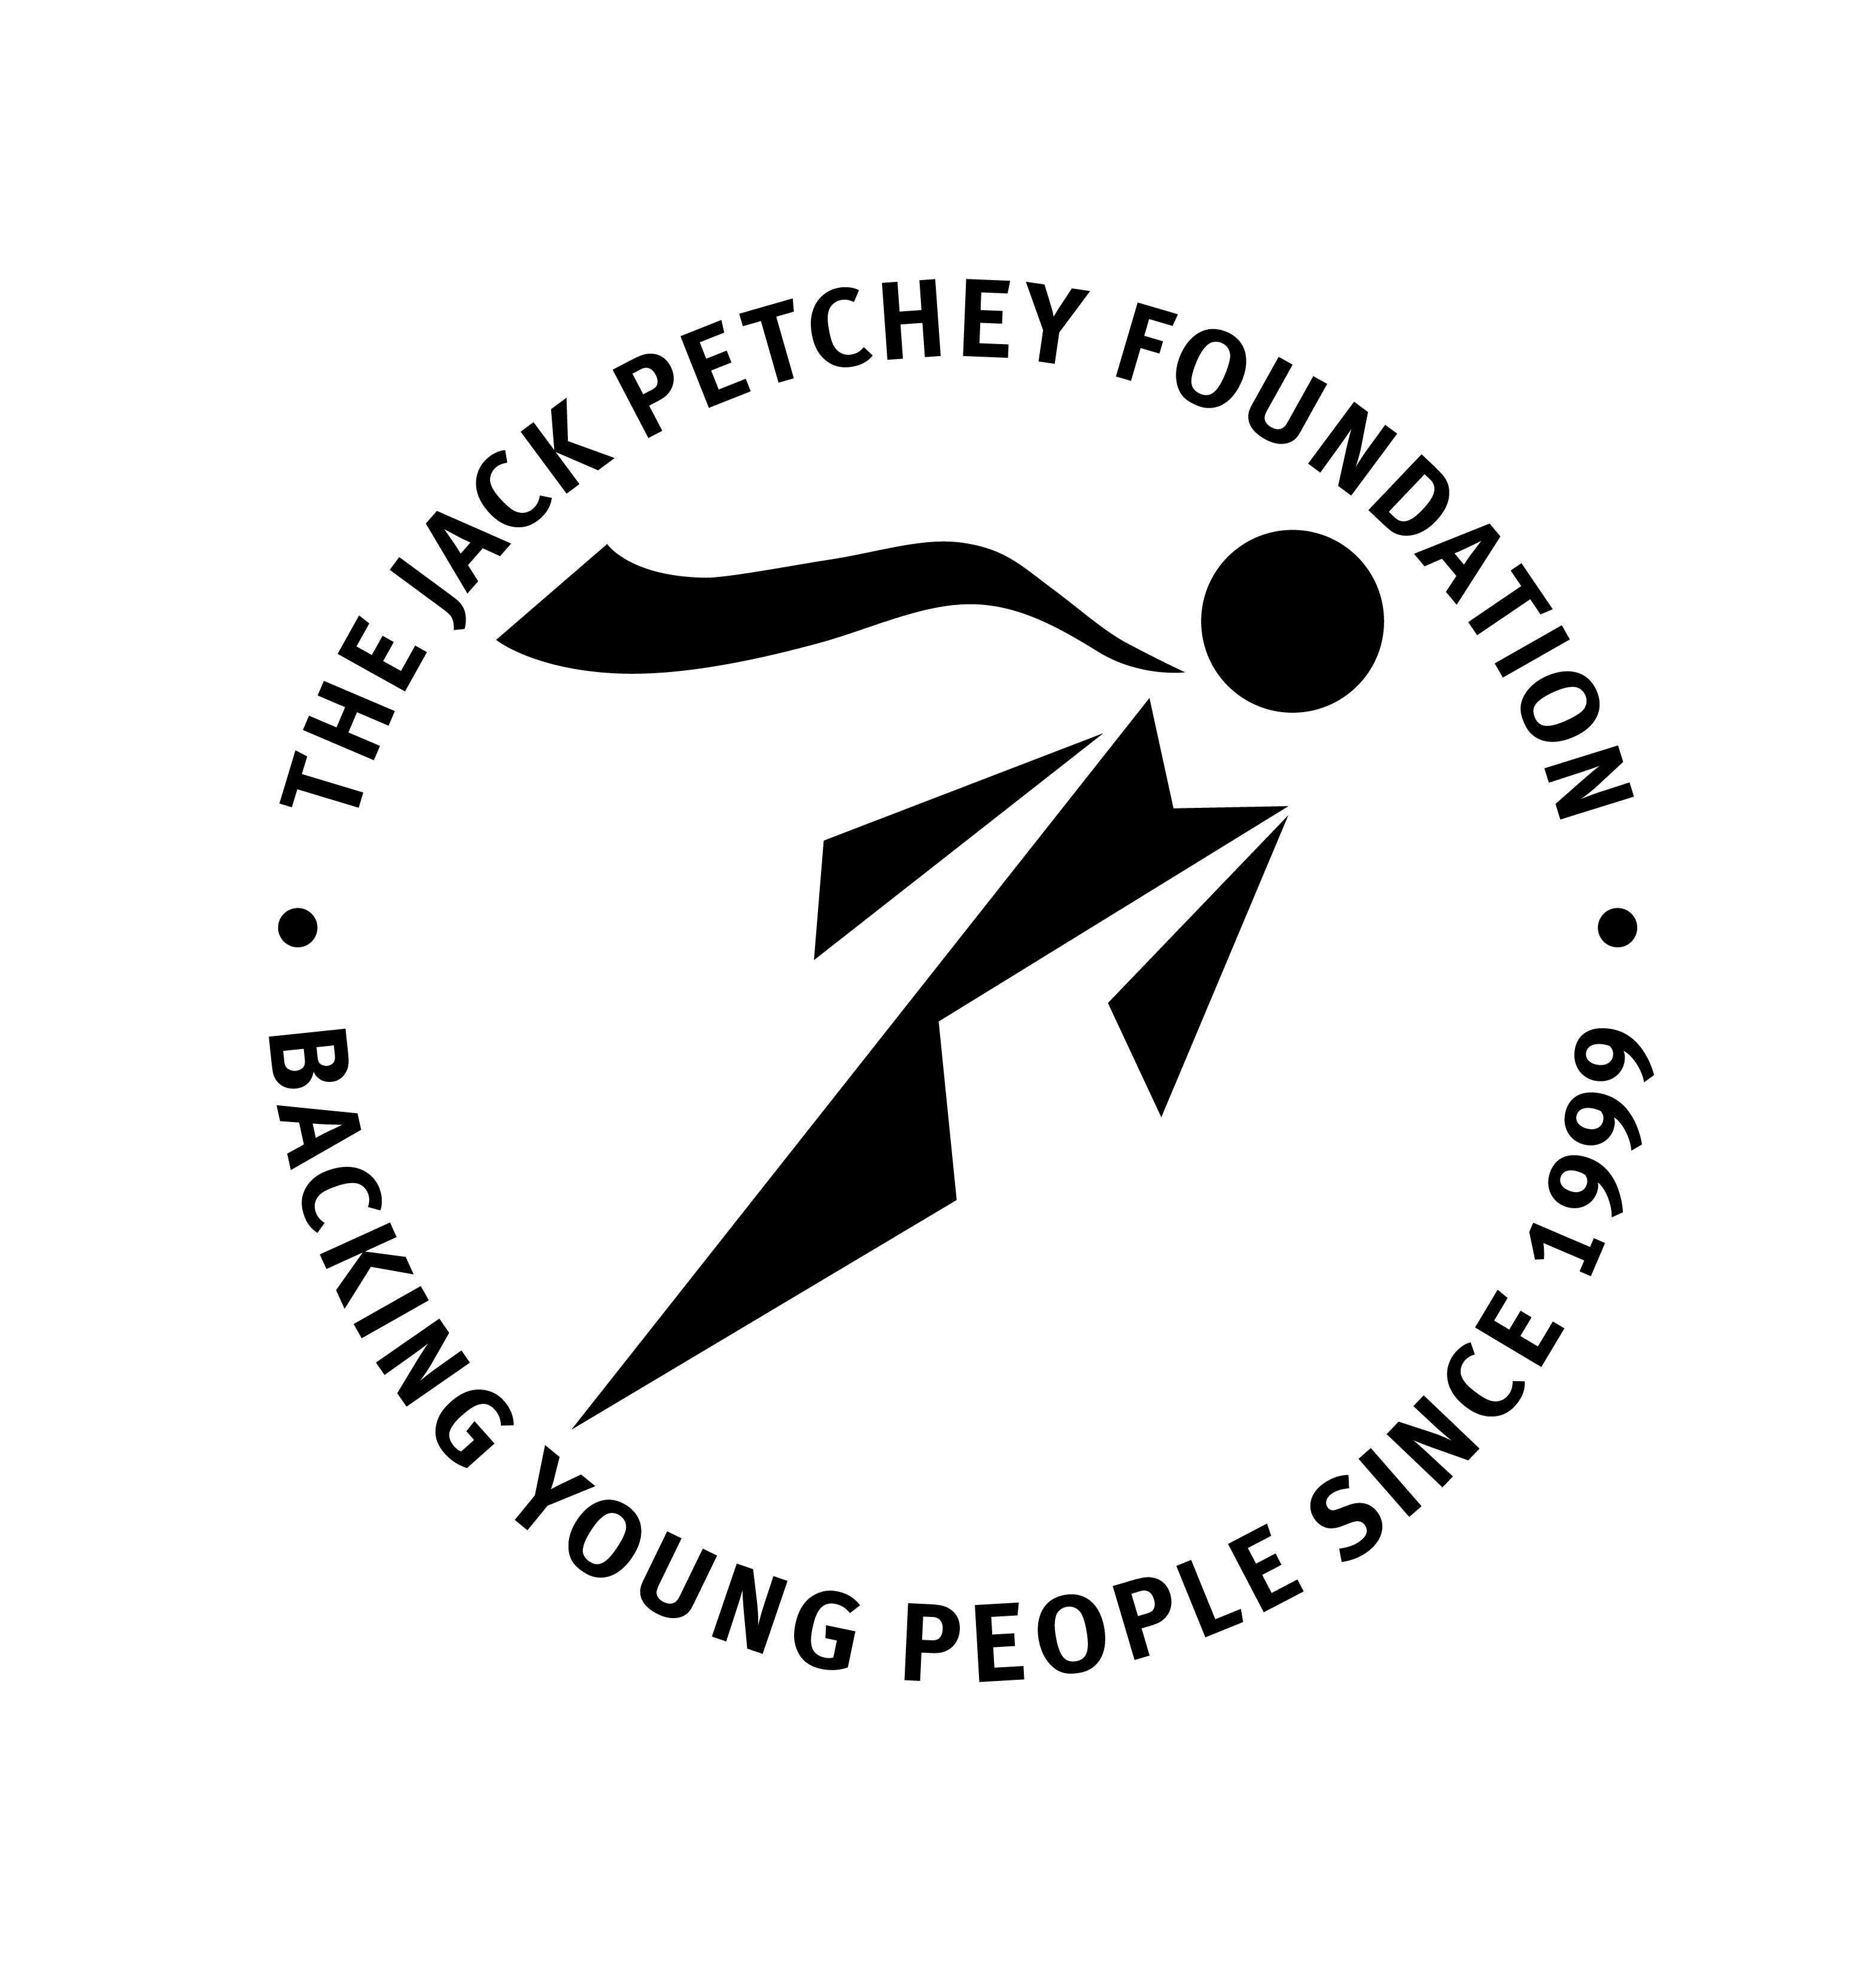 THE JACK PETCHEY FOUNDATION
BACKING YOUNG PEOPLE SINCE 1999